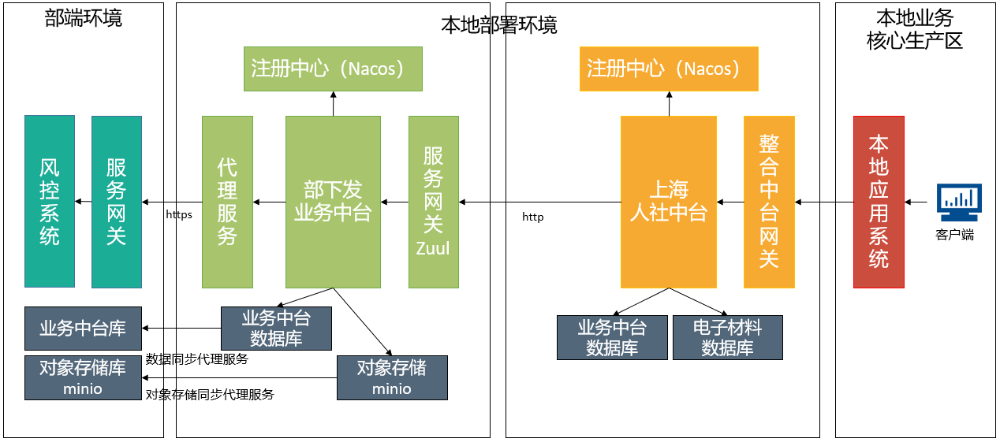 部端环境
本地部署环境
本地业务
核心生产区
注册中心（Nacos）
注册中心（Nacos）
风控系统
服务网关
代理服务
部下发
业务中台
服务网关
Zuul
上海
人社中台
整合中台网关
本地应用系统
客户端
https
http
业务中台库
业务中台
数据库
业务中台
数据库
电子材料
数据库
数据同步代理服务
对象存储库
minio
对象存储
minio
对象存储同步代理服务